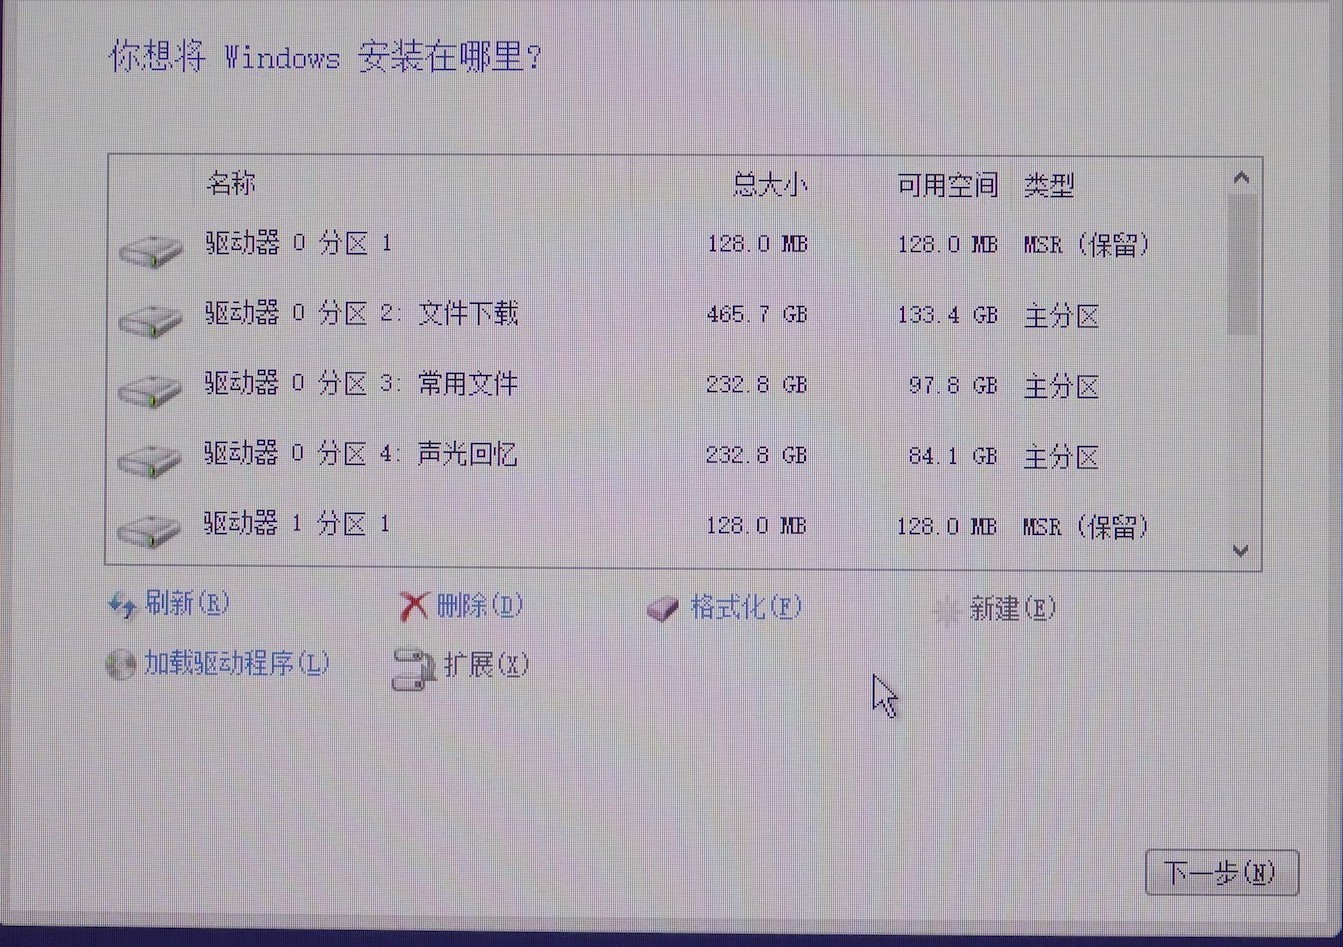 你想将 Windows 安装在哪里?
名称 总大小 可用空间 类型
驱动器 0 分区 1 128.0 MB 128.0 MB MSR (保留)
驱动器 0 分区 2: 文件下载 465.7 GB 133.4 GB 主分区
驱动器 0 分区 3: 常用文件 232.8 GB 97.8 GB 主分区
驱动器 0 分区 4: 声光回忆 232.8 GB 84.1 GB 主分区
驱动器 1 分区 1 128.0 MB 128.0 MB MSR (保留)
刷新(R) 删除(D) 格式化(F) 新建(E)
加载驱动程序(L) 扩展(X)
下一步(N)